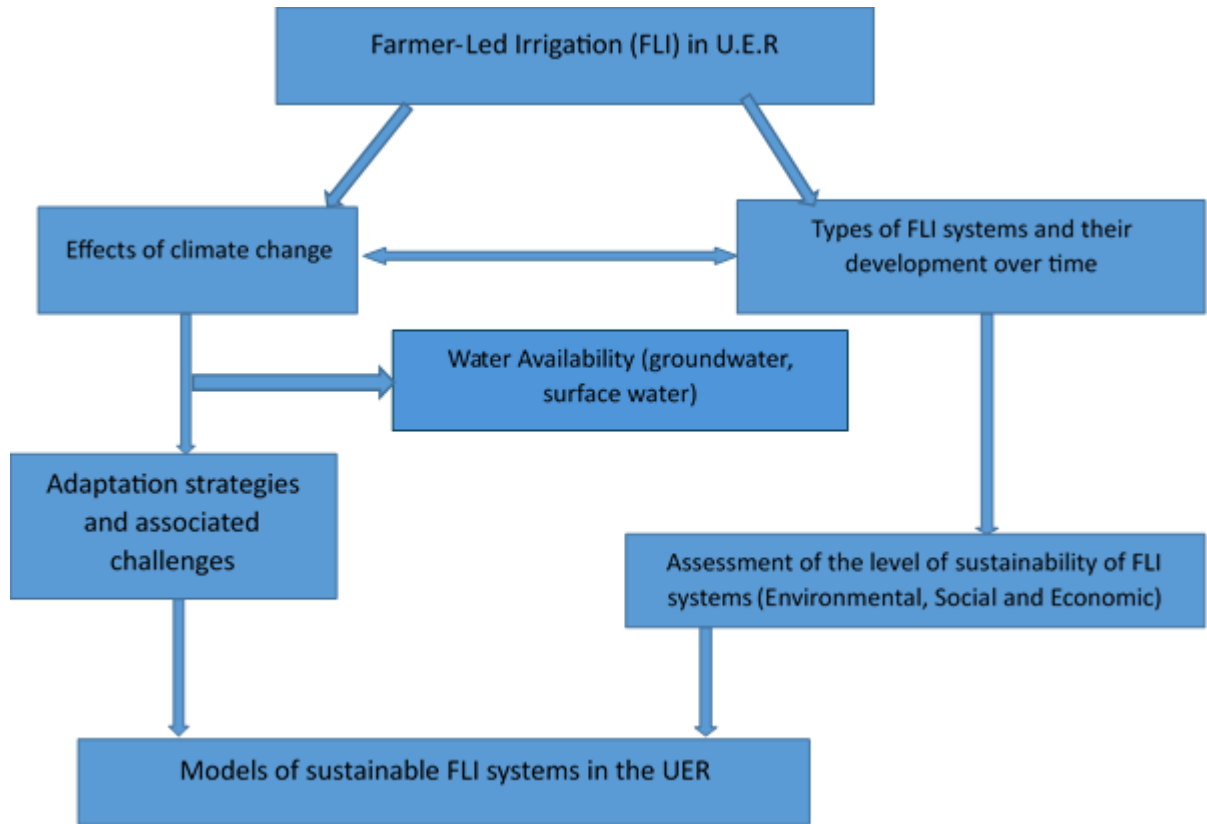 Farmer-Led Irrigation (FLI) in U.E.R
Effects of climate change
Types of FLI systems and their
development over time
Water Availability (groundwater,
surface water)
Adaptation strategies
and associated
challenges
Assessment of the level of sustainability of FLI
systems (Environmental, Social and Economic)
Models of sustainable FLI systems in the UER